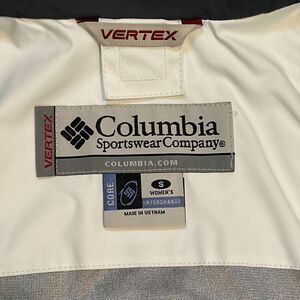 VERTEX
VERTEX
Columbia
Sportswear Company®
COLUMBIA.COM
CORE
S
WOMEN'S
INTERCHANGE
MADE IN VIETNAM